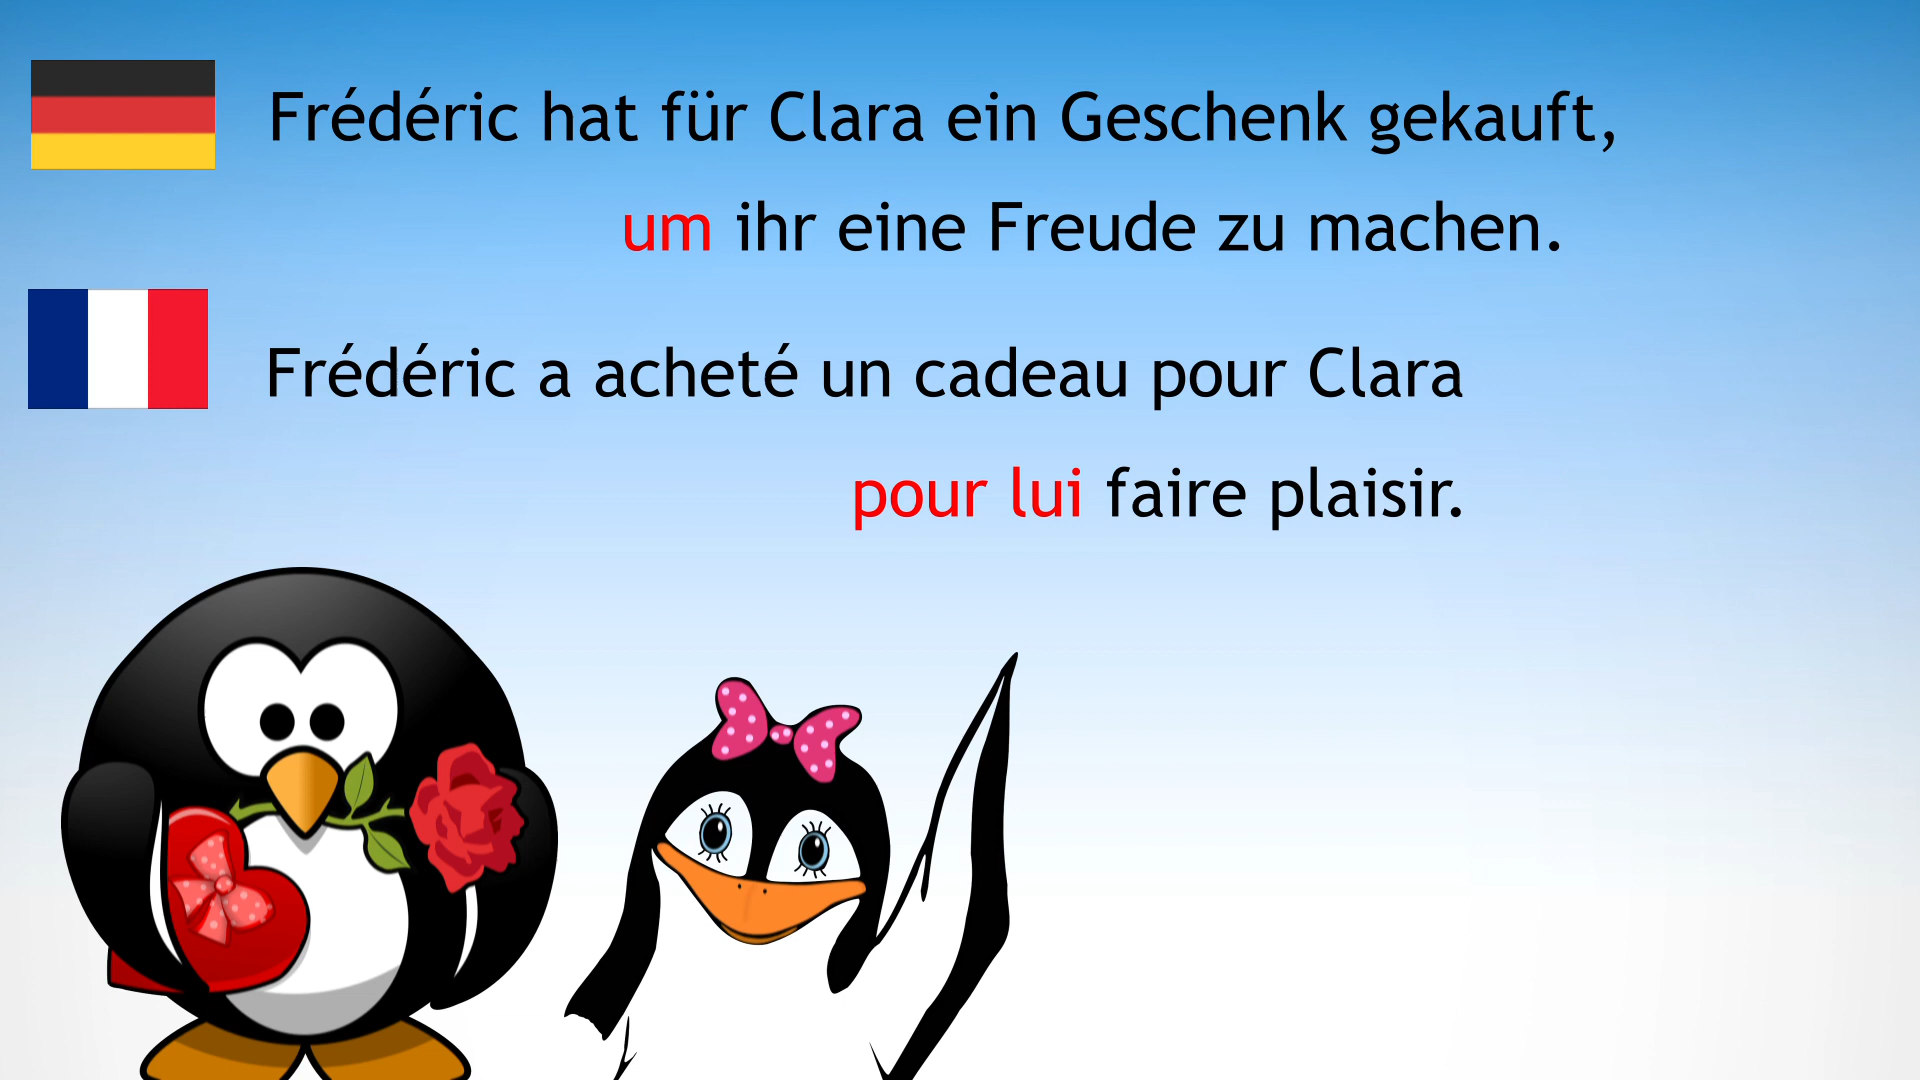 Frédéric hat für Clara ein Geschenk gekauft,
um ihr eine Freude zu machen.
Frédéric a acheté un cadeau pour Clara
pour lui faire plaisir.